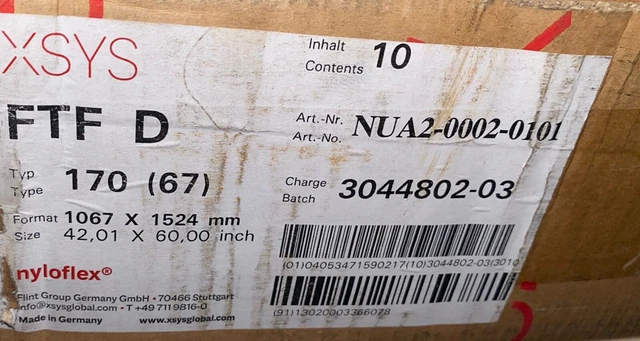 XSYS
Inhalt
Contents 10
FTF D
Art.-Nr.
Art.-No. NUA2-0002-0101
Typ
Type 170 (67)
Charge
Batch 3044802-03
Format 1067 X 1524 mm
Size 42,01 X 60,00 inch
(01)04053471590217(10)3044802-03(3010
nyloflex®
Flint Group Germany GmbH • 70466 Stuttgart
info@xsysglobal.com • T +49 711 9816-0
Made in Germany www.xsysglobal.com
(91)13020003366078